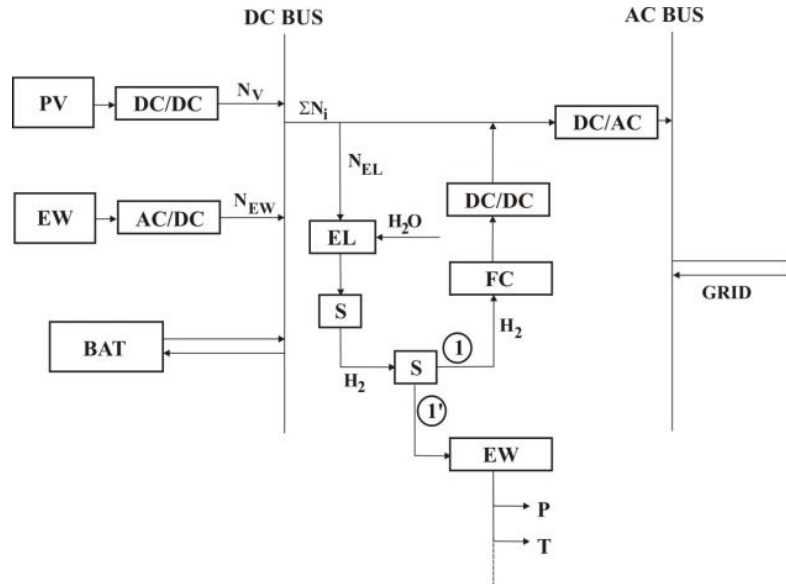 DC BUS
AC BUS
PV
DC/DC
N_V
ΣN_i
DC/AC
N_EL
EW
AC/DC
N_EW
DC/DC
H₂O
EL
FC
GRID
S
BAT
H₂
S
1
H₂
1'
EW
P
T